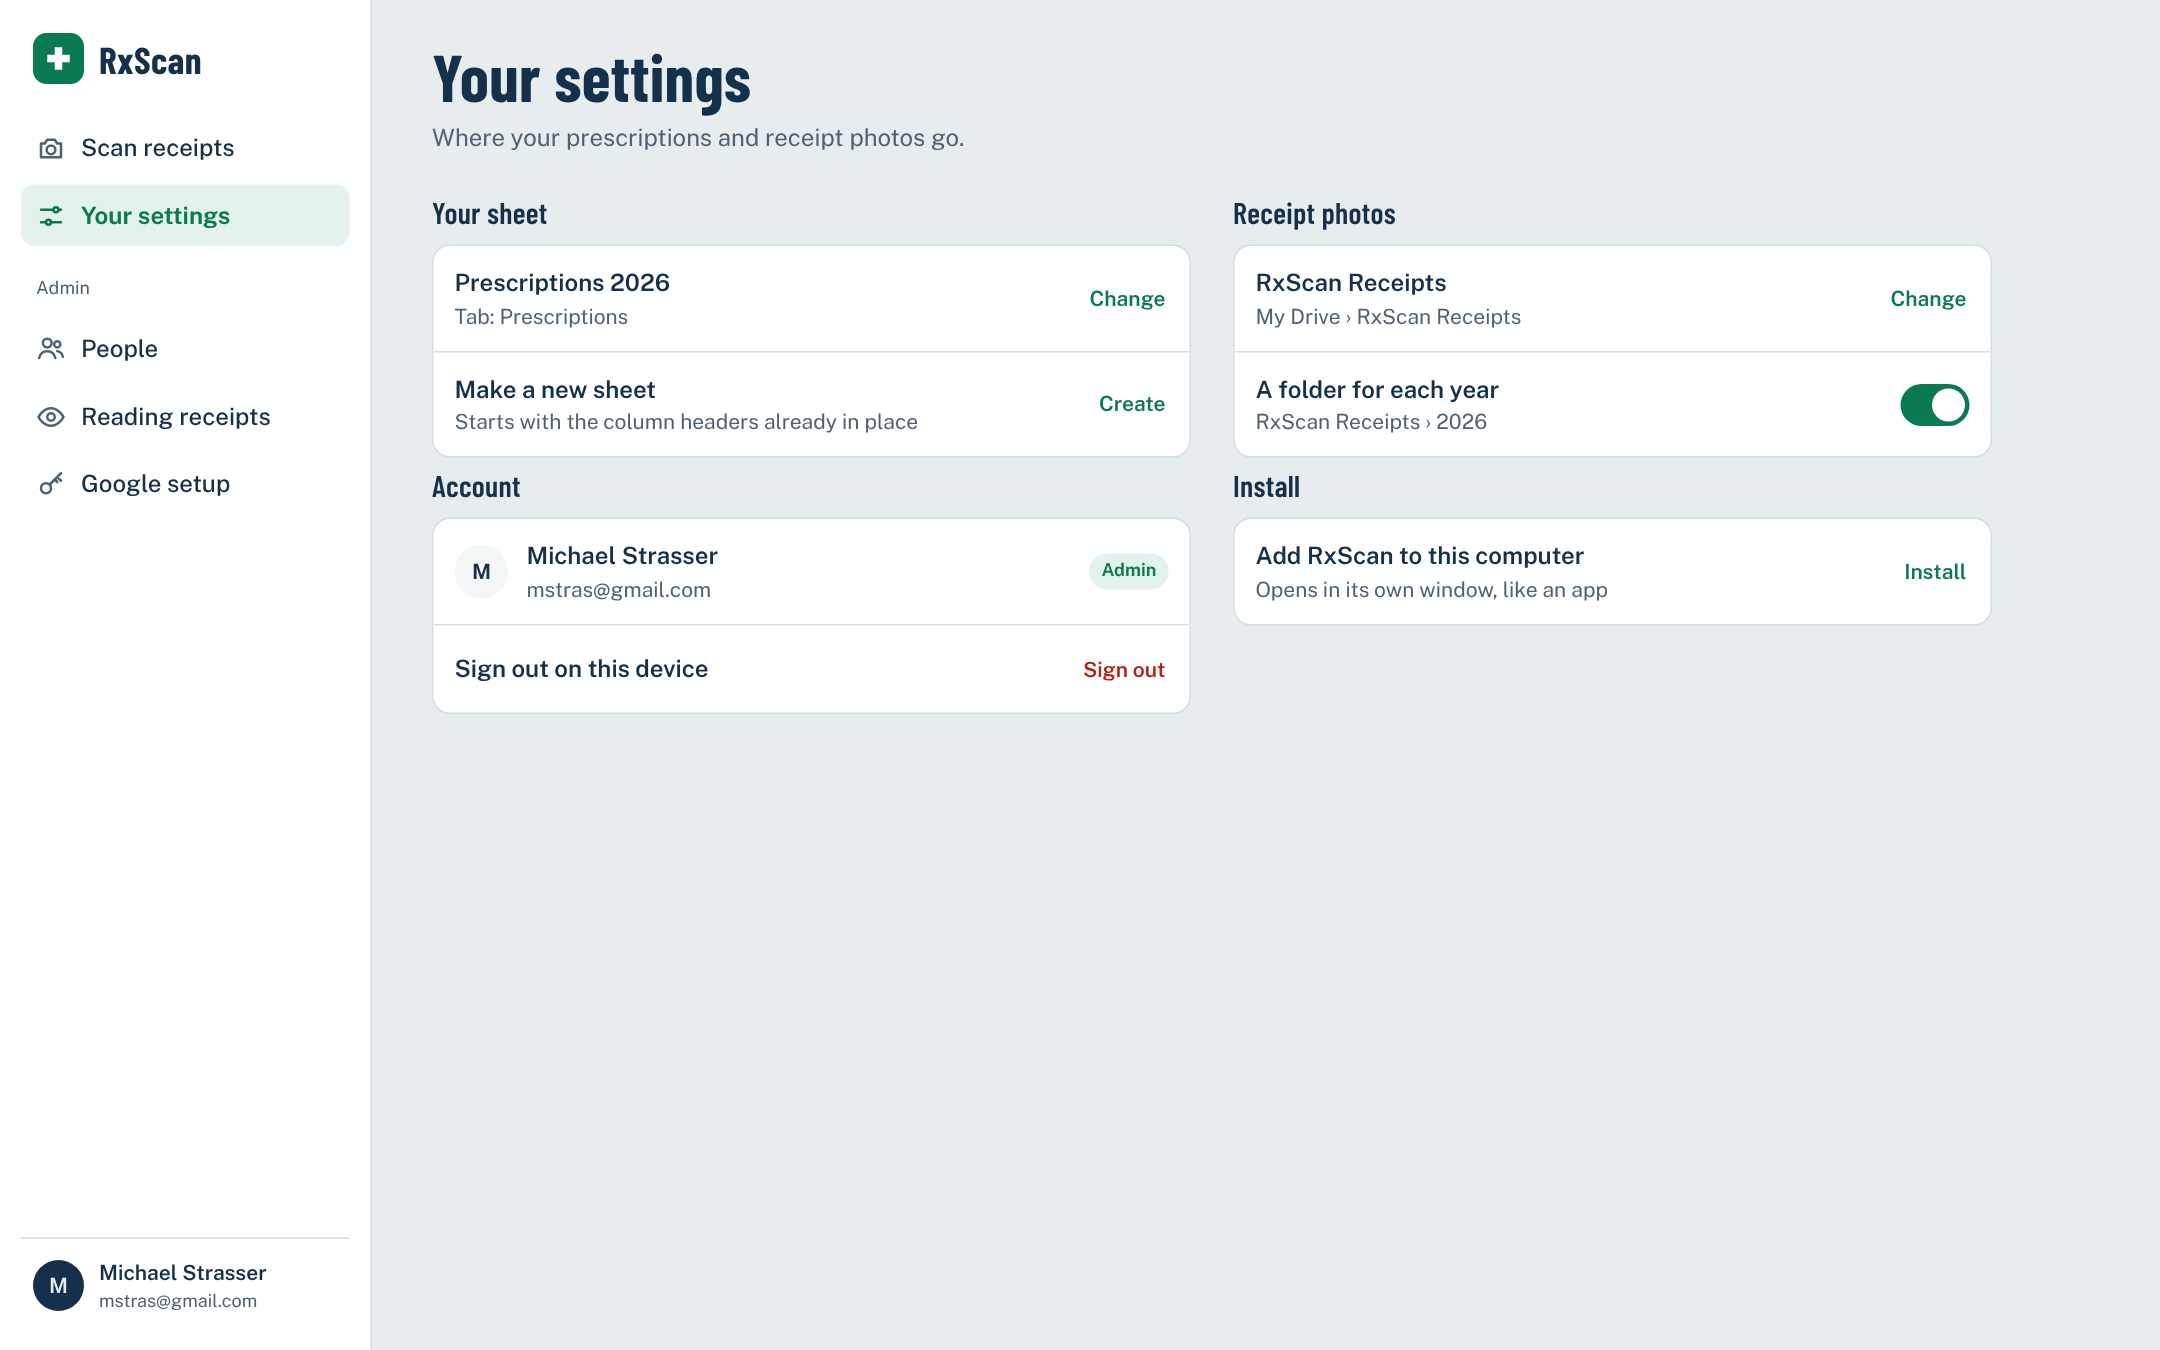 RxScan
Scan receipts
Your settings
Admin
People
Reading receipts
Google setup
Michael Strasser
mstras@gmail.com
Your settings
Where your prescriptions and receipt photos go.
Your sheet
Prescriptions 2026
Tab: Prescriptions
Change
Make a new sheet
Starts with the column headers already in place
Create
Receipt photos
RxScan Receipts
My Drive › RxScan Receipts
Change
A folder for each year
RxScan Receipts › 2026
Account
M
Michael Strasser
mstras@gmail.com
Admin
Sign out on this device
Sign out
Install
Add RxScan to this computer
Opens in its own window, like an app
Install
M